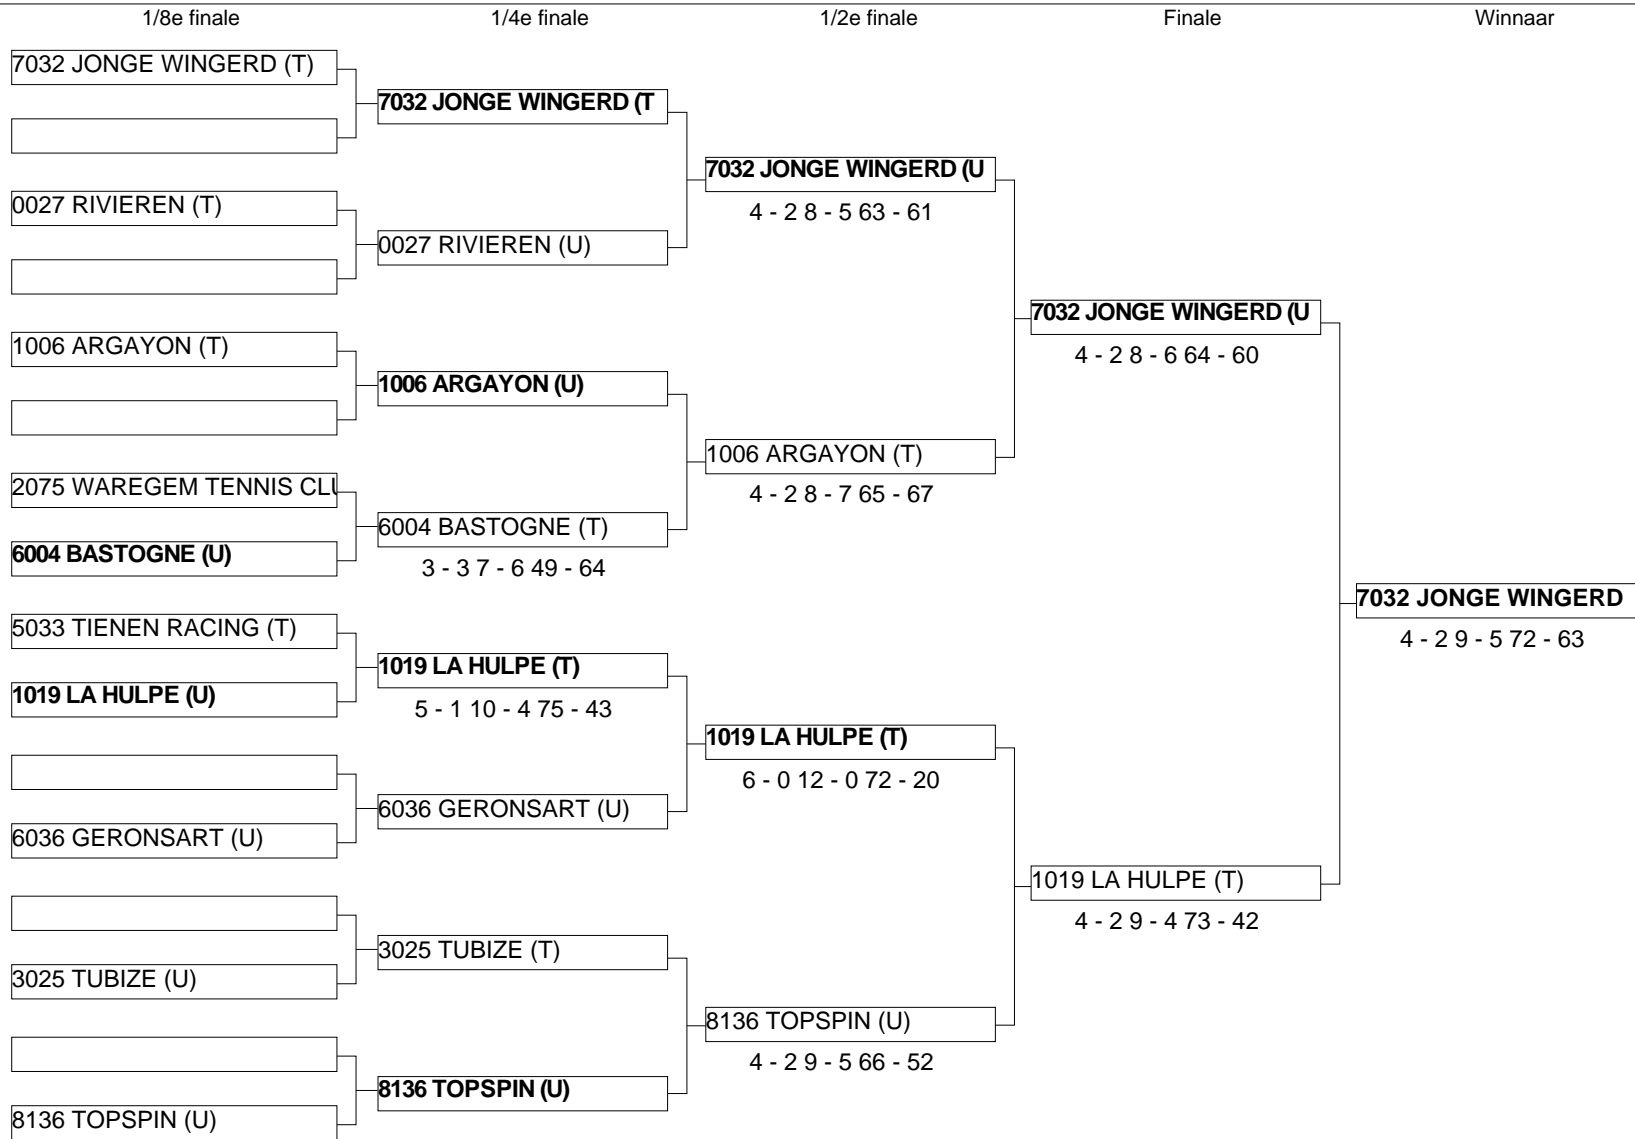 1/8e finale
1/4e finale
1/2e finale
Finale
Winnaar
7032 JONGE WINGERD (T)
0027 RIVIEREN (T)
1006 ARGAYON (T)
2075 WAREGEM TENNIS CLU
6004 BASTOGNE (U)
5033 TIENEN RACING (T)
1019 LA HULPE (U)
6036 GERONSART (U)
3025 TUBIZE (U)
8136 TOPSPIN (U)
7032 JONGE WINGERD (T
0027 RIVIEREN (U)
1006 ARGAYON (U)
6004 BASTOGNE (T)
3 - 3 7 - 6 49 - 64
1019 LA HULPE (T)
5 - 1 10 - 4 75 - 43
6036 GERONSART (U)
3025 TUBIZE (T)
8136 TOPSPIN (U)
7032 JONGE WINGERD (U
4 - 2 8 - 5 63 - 61
1006 ARGAYON (T)
4 - 2 8 - 7 65 - 67
1019 LA HULPE (T)
6 - 0 12 - 0 72 - 20
8136 TOPSPIN (U)
4 - 2 9 - 5 66 - 52
7032 JONGE WINGERD (U
4 - 2 8 - 6 64 - 60
1019 LA HULPE (T)
4 - 2 9 - 4 73 - 42
7032 JONGE WINGERD
4 - 2 9 - 5 72 - 63